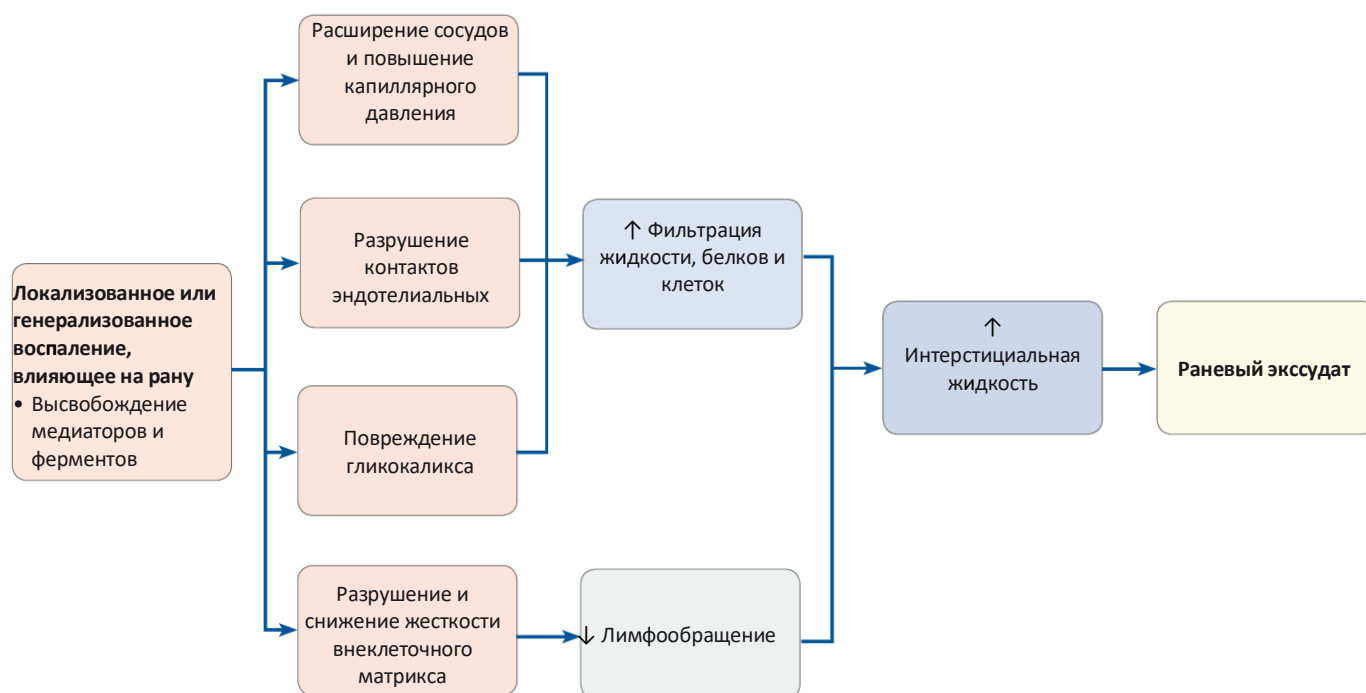 Расширение сосудов
и повышение
капиллярного
давления
Разрушение
контактов
эндотелиальных
Повреждение
гликокаликса
Разрушение и
снижение жесткости
внеклеточного
матрикса
Локализованное или
генерализованное
воспаление,
влияющее на рану
• Высвобождение
медиаторов и
ферментов
↑ Фильтрация
жидкости, белков и
клеток
↓ Лимфообращение
↑
Интерстициальная
жидкость
Раневый экссудат